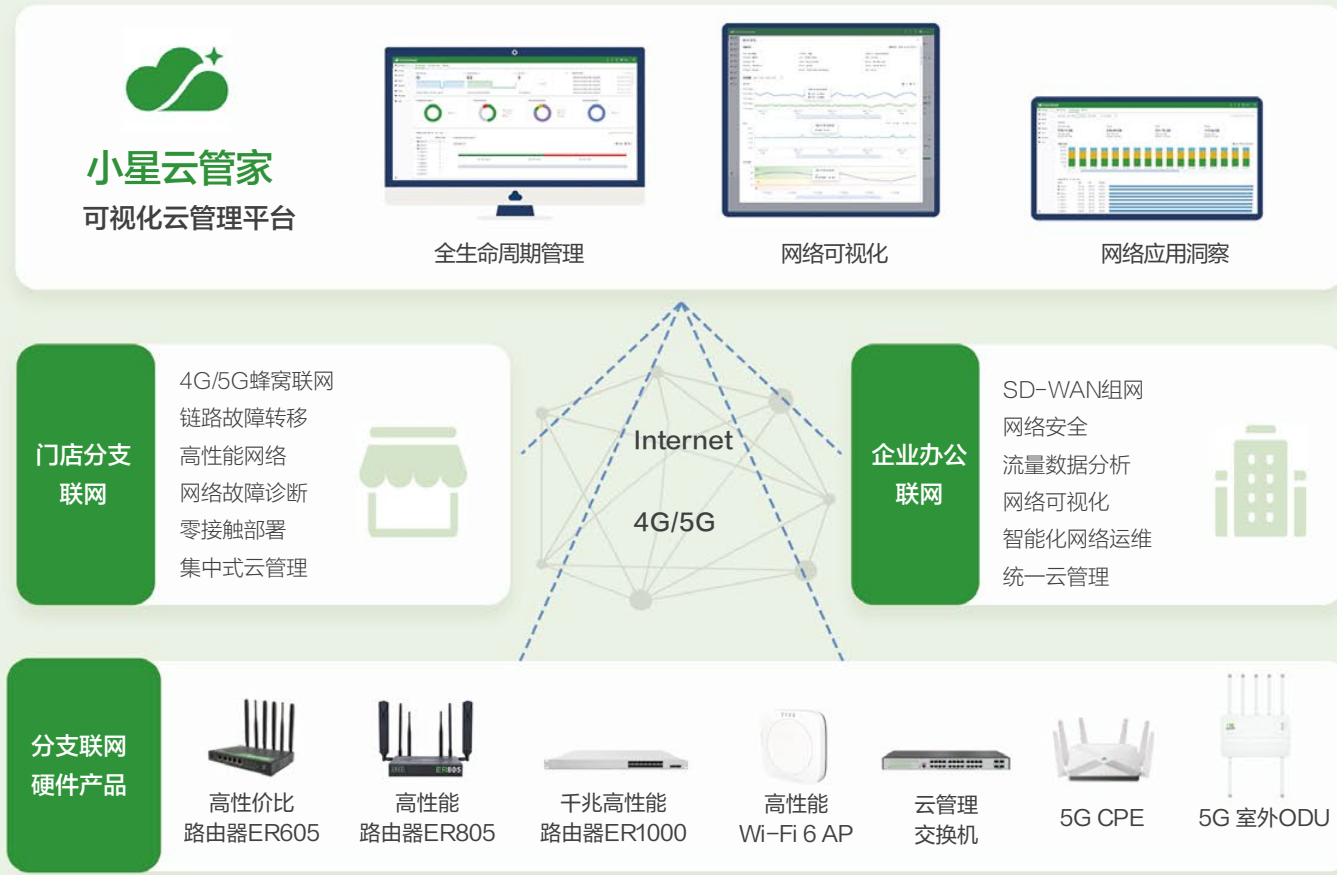 小星云管家
可视化云管理平台
全生命周期管理
网络可视化
网络应用洞察
门店分支
联网
4G/5G蜂窝联网
链路故障转移
高性能网络
网络故障诊断
零接触部署
集中式云管理
Internet
4G/5G
企业办公
联网
SD-WAN组网
网络安全
流量数据分析
网络可视化
智能化网络运维
统一云管理
分支联网
硬件产品
ER805
高性价比
路由器ER605
高性能
路由器ER805
千兆高性能
路由器ER1000
高性能
Wi-Fi 6 AP
云管理
交换机
5G CPE
5G 室外ODU